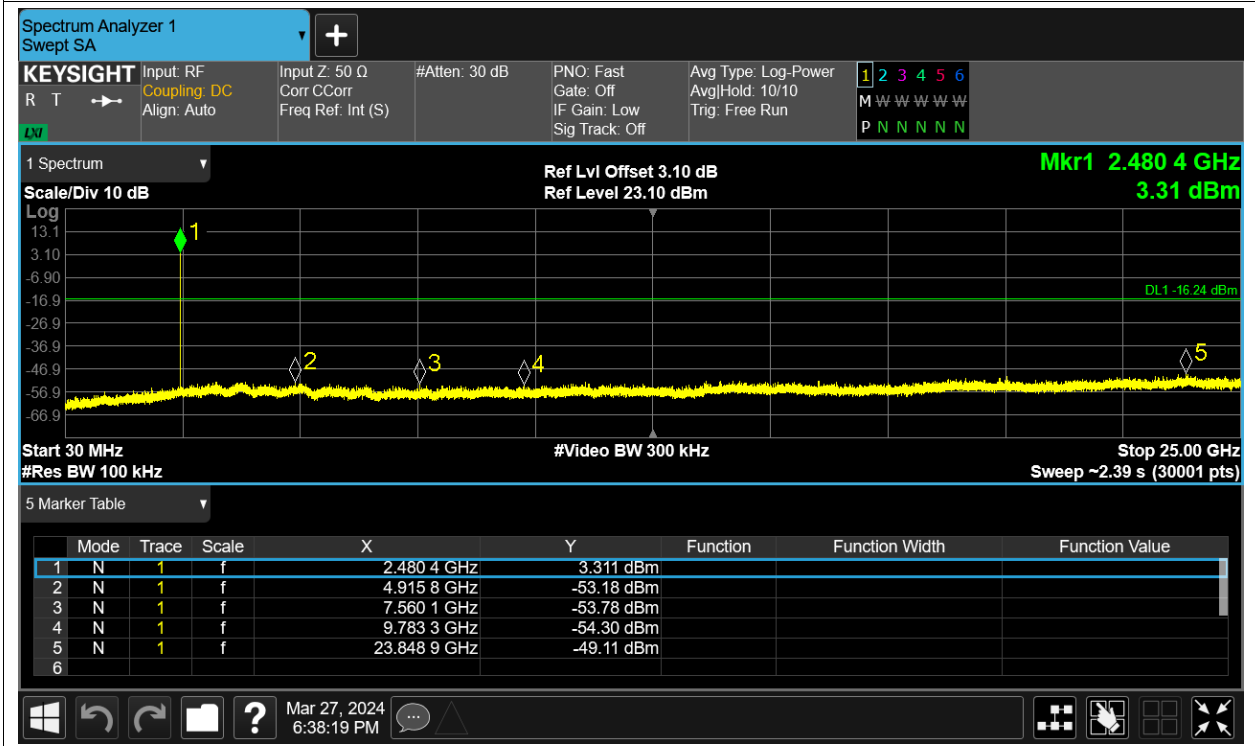 Spectrum Analyzer 1
Swept SA
+
KEYSIGHT
R T
LXI
Input: RF
Coupling: DC
Align: Auto
Input Z: 50 Ω
Corr CCorr
Freq Ref: Int (S)
#Atten: 30 dB
PNO: Fast
Gate: Off
IF Gain: Low
Sig Track: Off
Avg Type: Log-Power
Avg|Hold: 10/10
Trig: Free Run
1 2 3 4 5 6
M W W W W W
P N N N N N
1 Spectrum
Scale/Div 10 dB
Ref Lvl Offset 3.10 dB
Ref Level 23.10 dBm
Mkr1 2.480 4 GHz
3.31 dBm
Log
13.1
3.10
-6.90
-16.9
-26.9
-36.9
-46.9
-56.9
-66.9
1
2
3
4
5
DL1 -16.24 dBm
Start 30 MHz #Video BW 300 kHz Stop 25.00 GHz
#Res BW 100 kHz Sweep ~2.39 s (30001 pts)
5 Marker Table
Mode Trace Scale X Y Function Function Width Function Value
1 N 1 f 2.480 4 GHz 3.311 dBm
2 N 1 f 4.915 8 GHz -53.18 dBm
3 N 1 f 7.560 1 GHz -53.78 dBm
4 N 1 f 9.783 3 GHz -54.30 dBm
5 N 1 f 23.848 9 GHz -49.11 dBm
6
?
Mar 27, 2024
6:38:19 PM